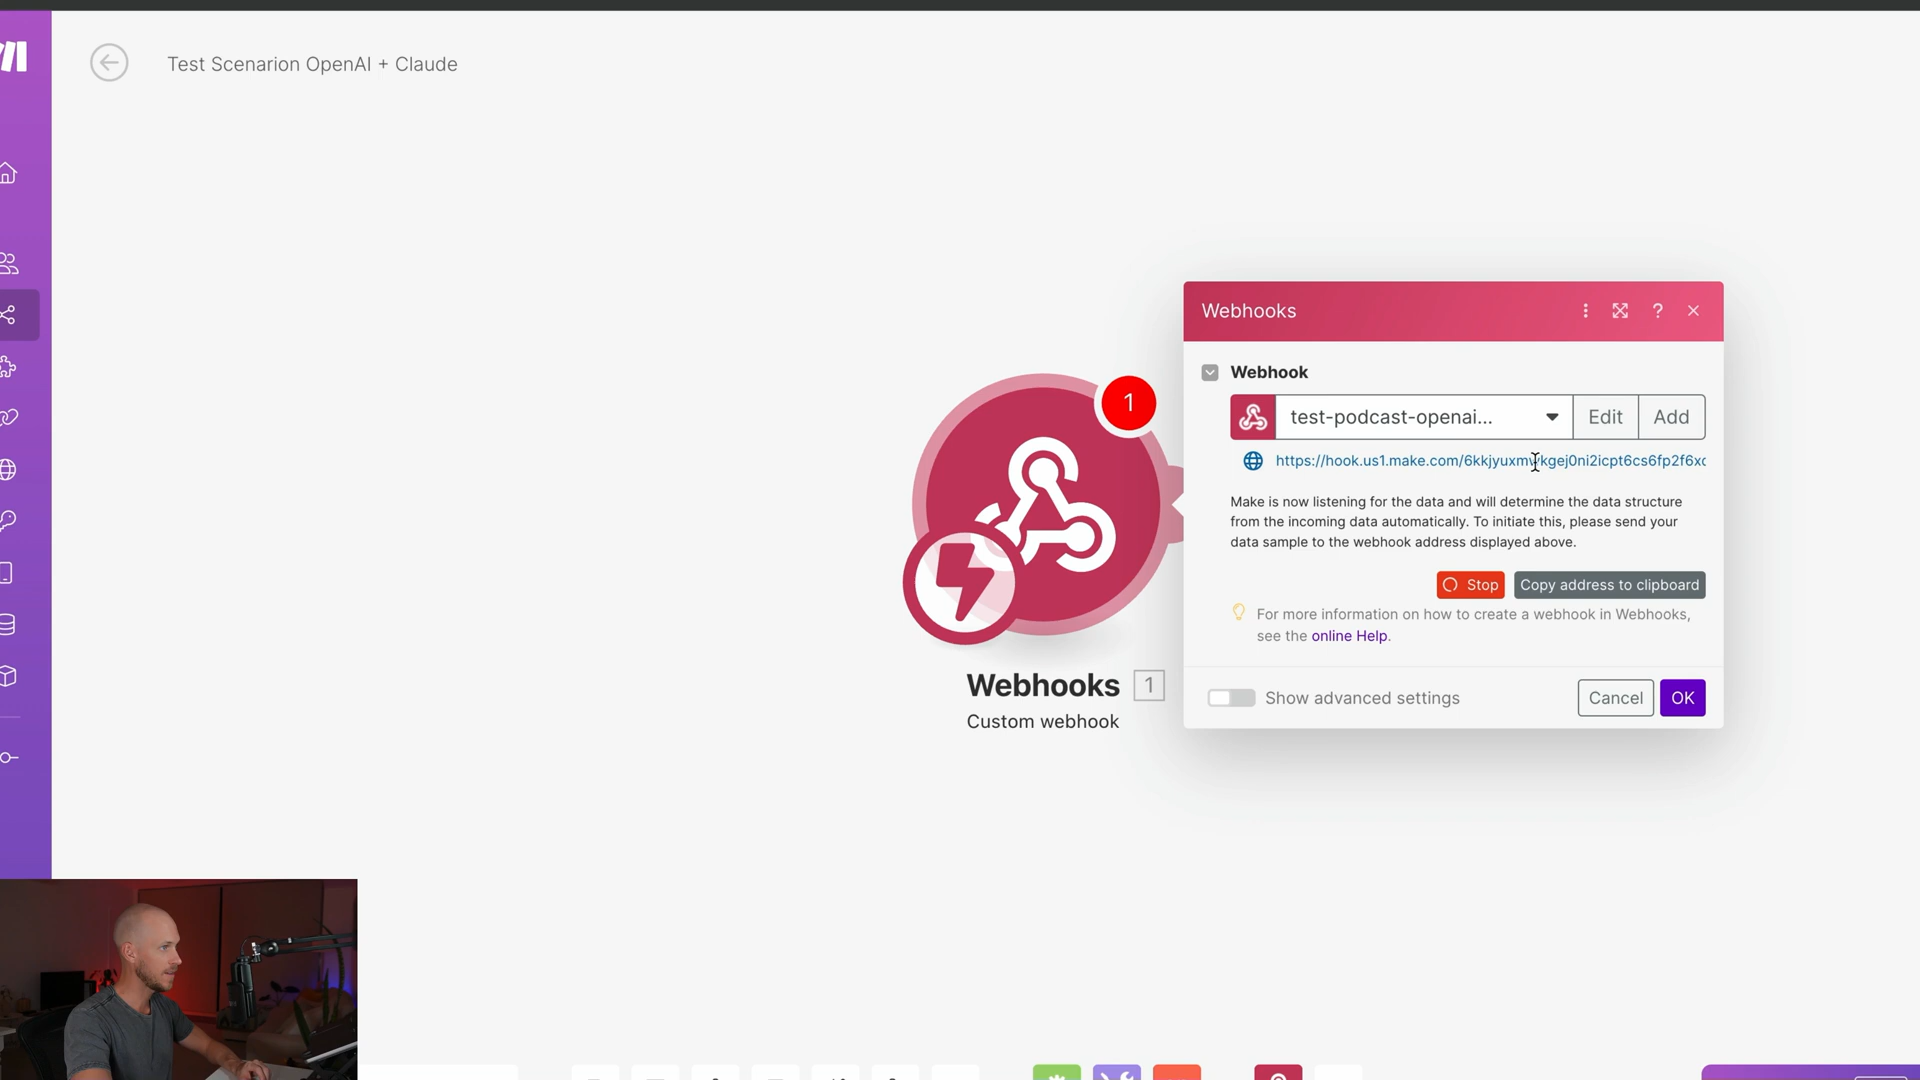 Test Scenarion OpenAI + Claude
1
Webhooks 1
Custom webhook
Webhooks
?
Webhook
test-podcast-openai...
Edit
Add
https://hook.us1.make.com/
Make is now listening for the data and will determine the data structure
from the incoming data automatically. To initiate this, please send your
data sample to the webhook address displayed above.
Stop
Copy address to clipboard
For more information on how to create a webhook in Webhooks,
see the online Help.
Show advanced settings
Cancel
OK